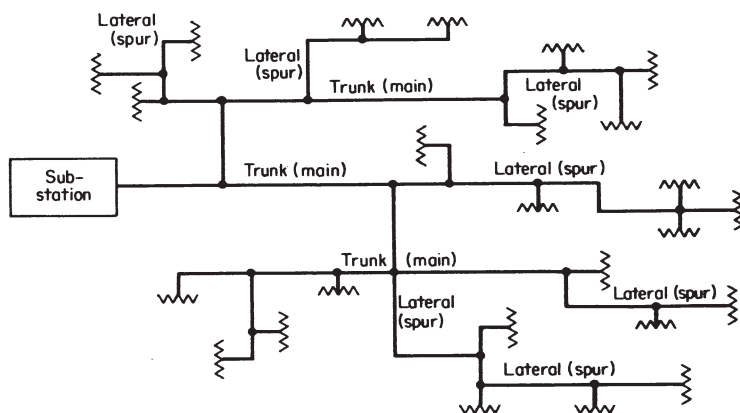 Lateral
(spur)
Lateral
(spur)
Trunk (main)
Lateral
(spur)
Sub-
station
Trunk (main)
Lateral (spur)
Trunk (main)
Lateral
(spur)
Lateral (spur)
Lateral (spur)